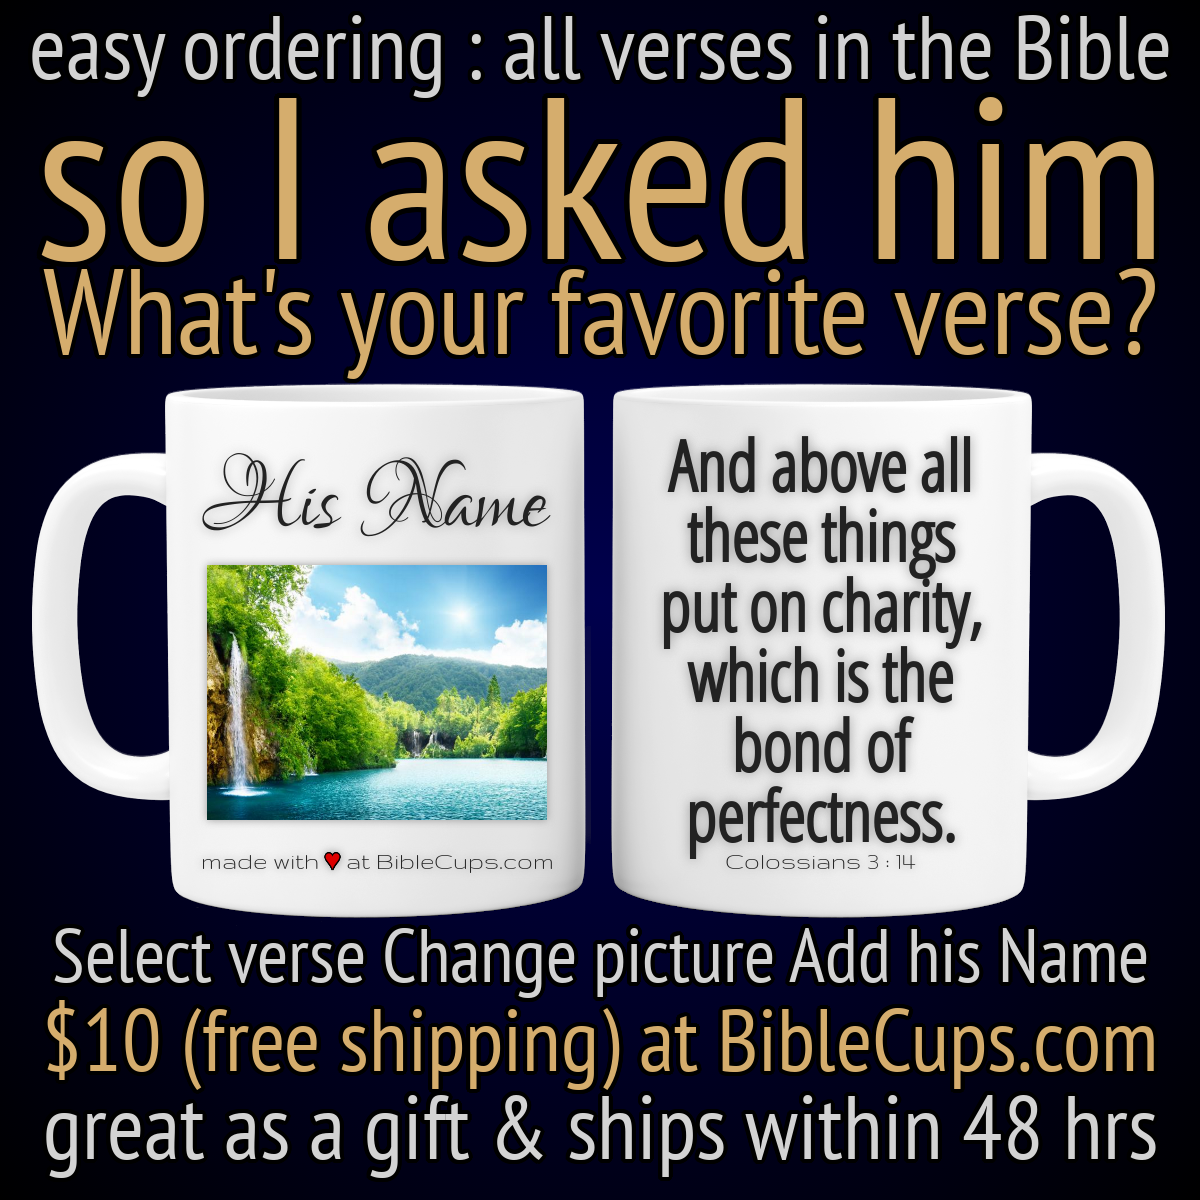 easy ordering : all verses in the Bible
so I asked him
What's your favorite verse?
His Name
made with ❤ at BibleCups.com
And above all
these things
put on charity,
which is the
bond of
perfectness.
Colossians 3 : 14
Select verse Change picture Add his Name
$10 (free shipping) at BibleCups.com
great as a gift & ships within 48 hrs